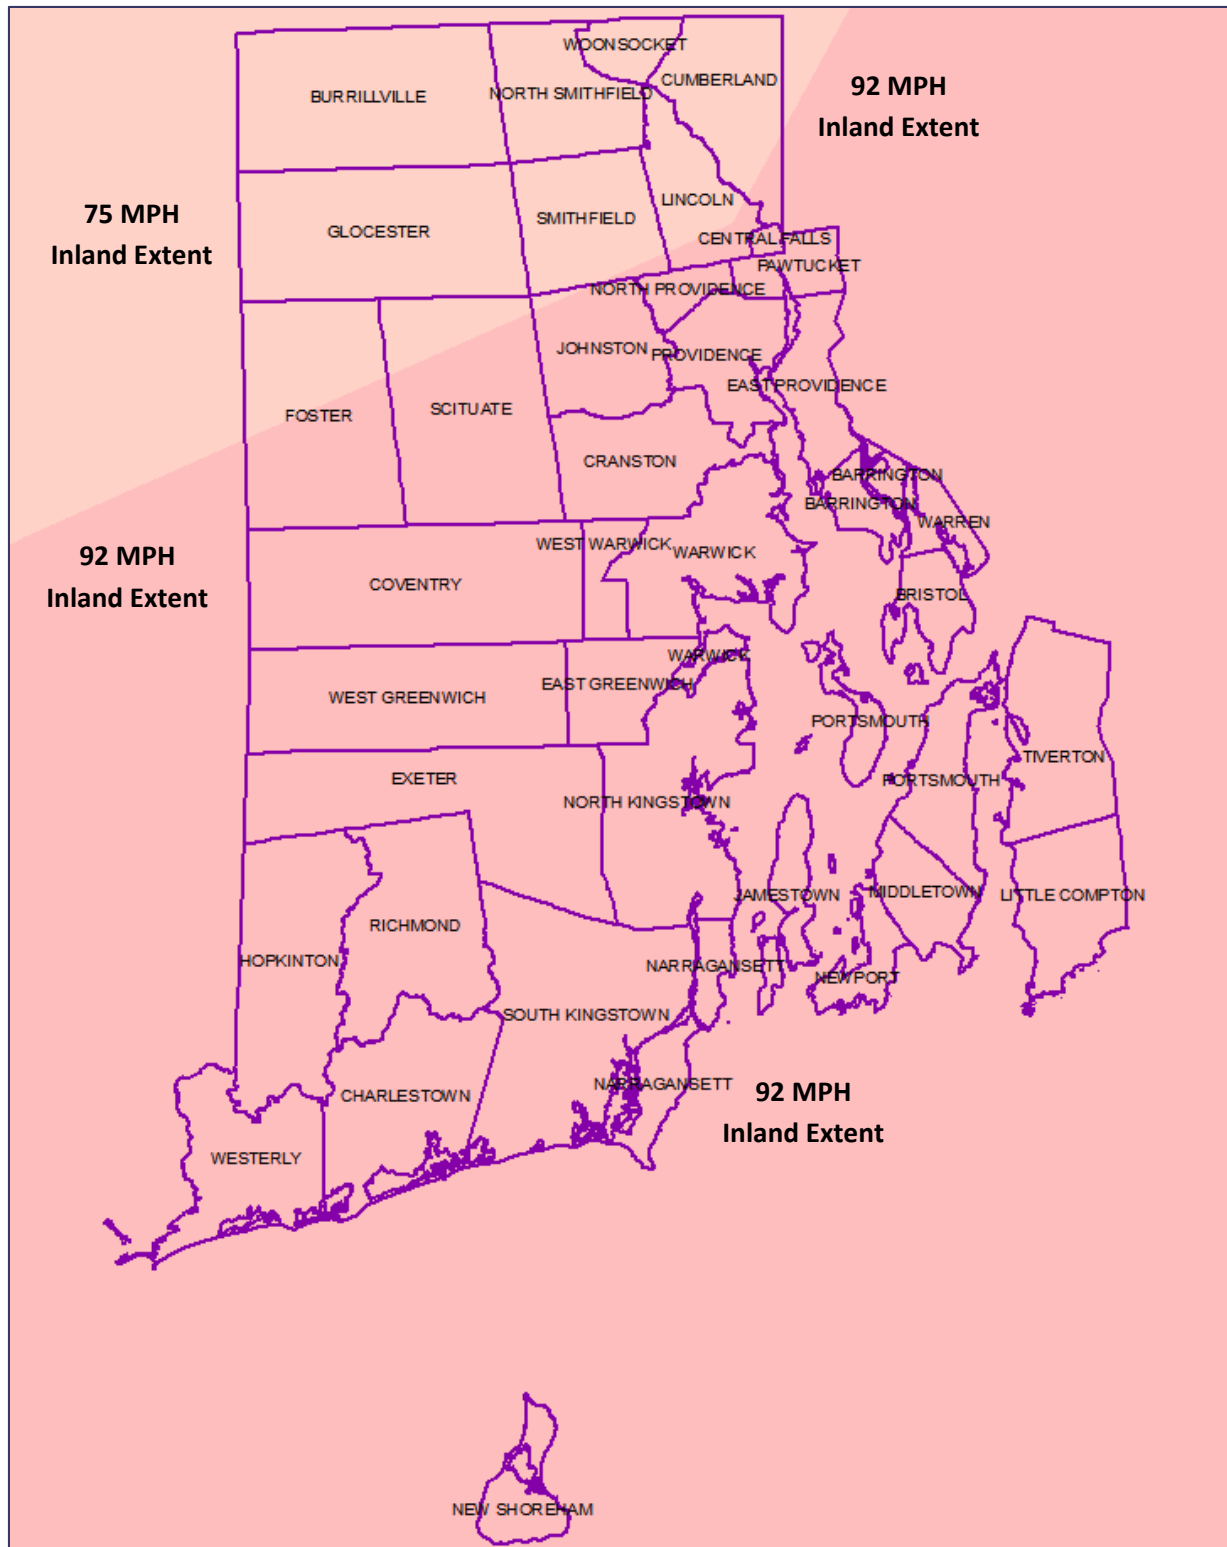 WOONSOCKET
CUMBERLAND
92 MPH
Inland Extent
BURRILLVILLE
NORTH SMITHFIELD
75 MPH
Inland Extent
LINCOLN
SMITHFIELD
GLOCESTER
CENTRAL FALLS
PAWTUCKET
NORTH PROVIDENCE
JOHNSTON
PROVIDENCE
EAST PROVIDENCE
FOSTER
SCITUATE
CRANSTON
BARRINGTON
BARRINGTON
WARREN
92 MPH
Inland Extent
WEST WARWICK
WARWICK
COVENTRY
BRISTOL
WARWICK
EAST GREENWICH
WEST GREENWICH
PORTSMOUTH
TIVERTON
EXETER
PORTSMOUTH
NORTH KINGSTOWN
JAMESTOWN
MIDDLETOWN
LITTLE COMPTON
RICHMOND
HOPKINTON
NARRAGANSETT
NEWPORT
SOUTH KINGSTOWN
NARRAGANSETT
92 MPH
Inland Extent
CHARLESTOWN
WESTERLY
NEW SHOREHAM